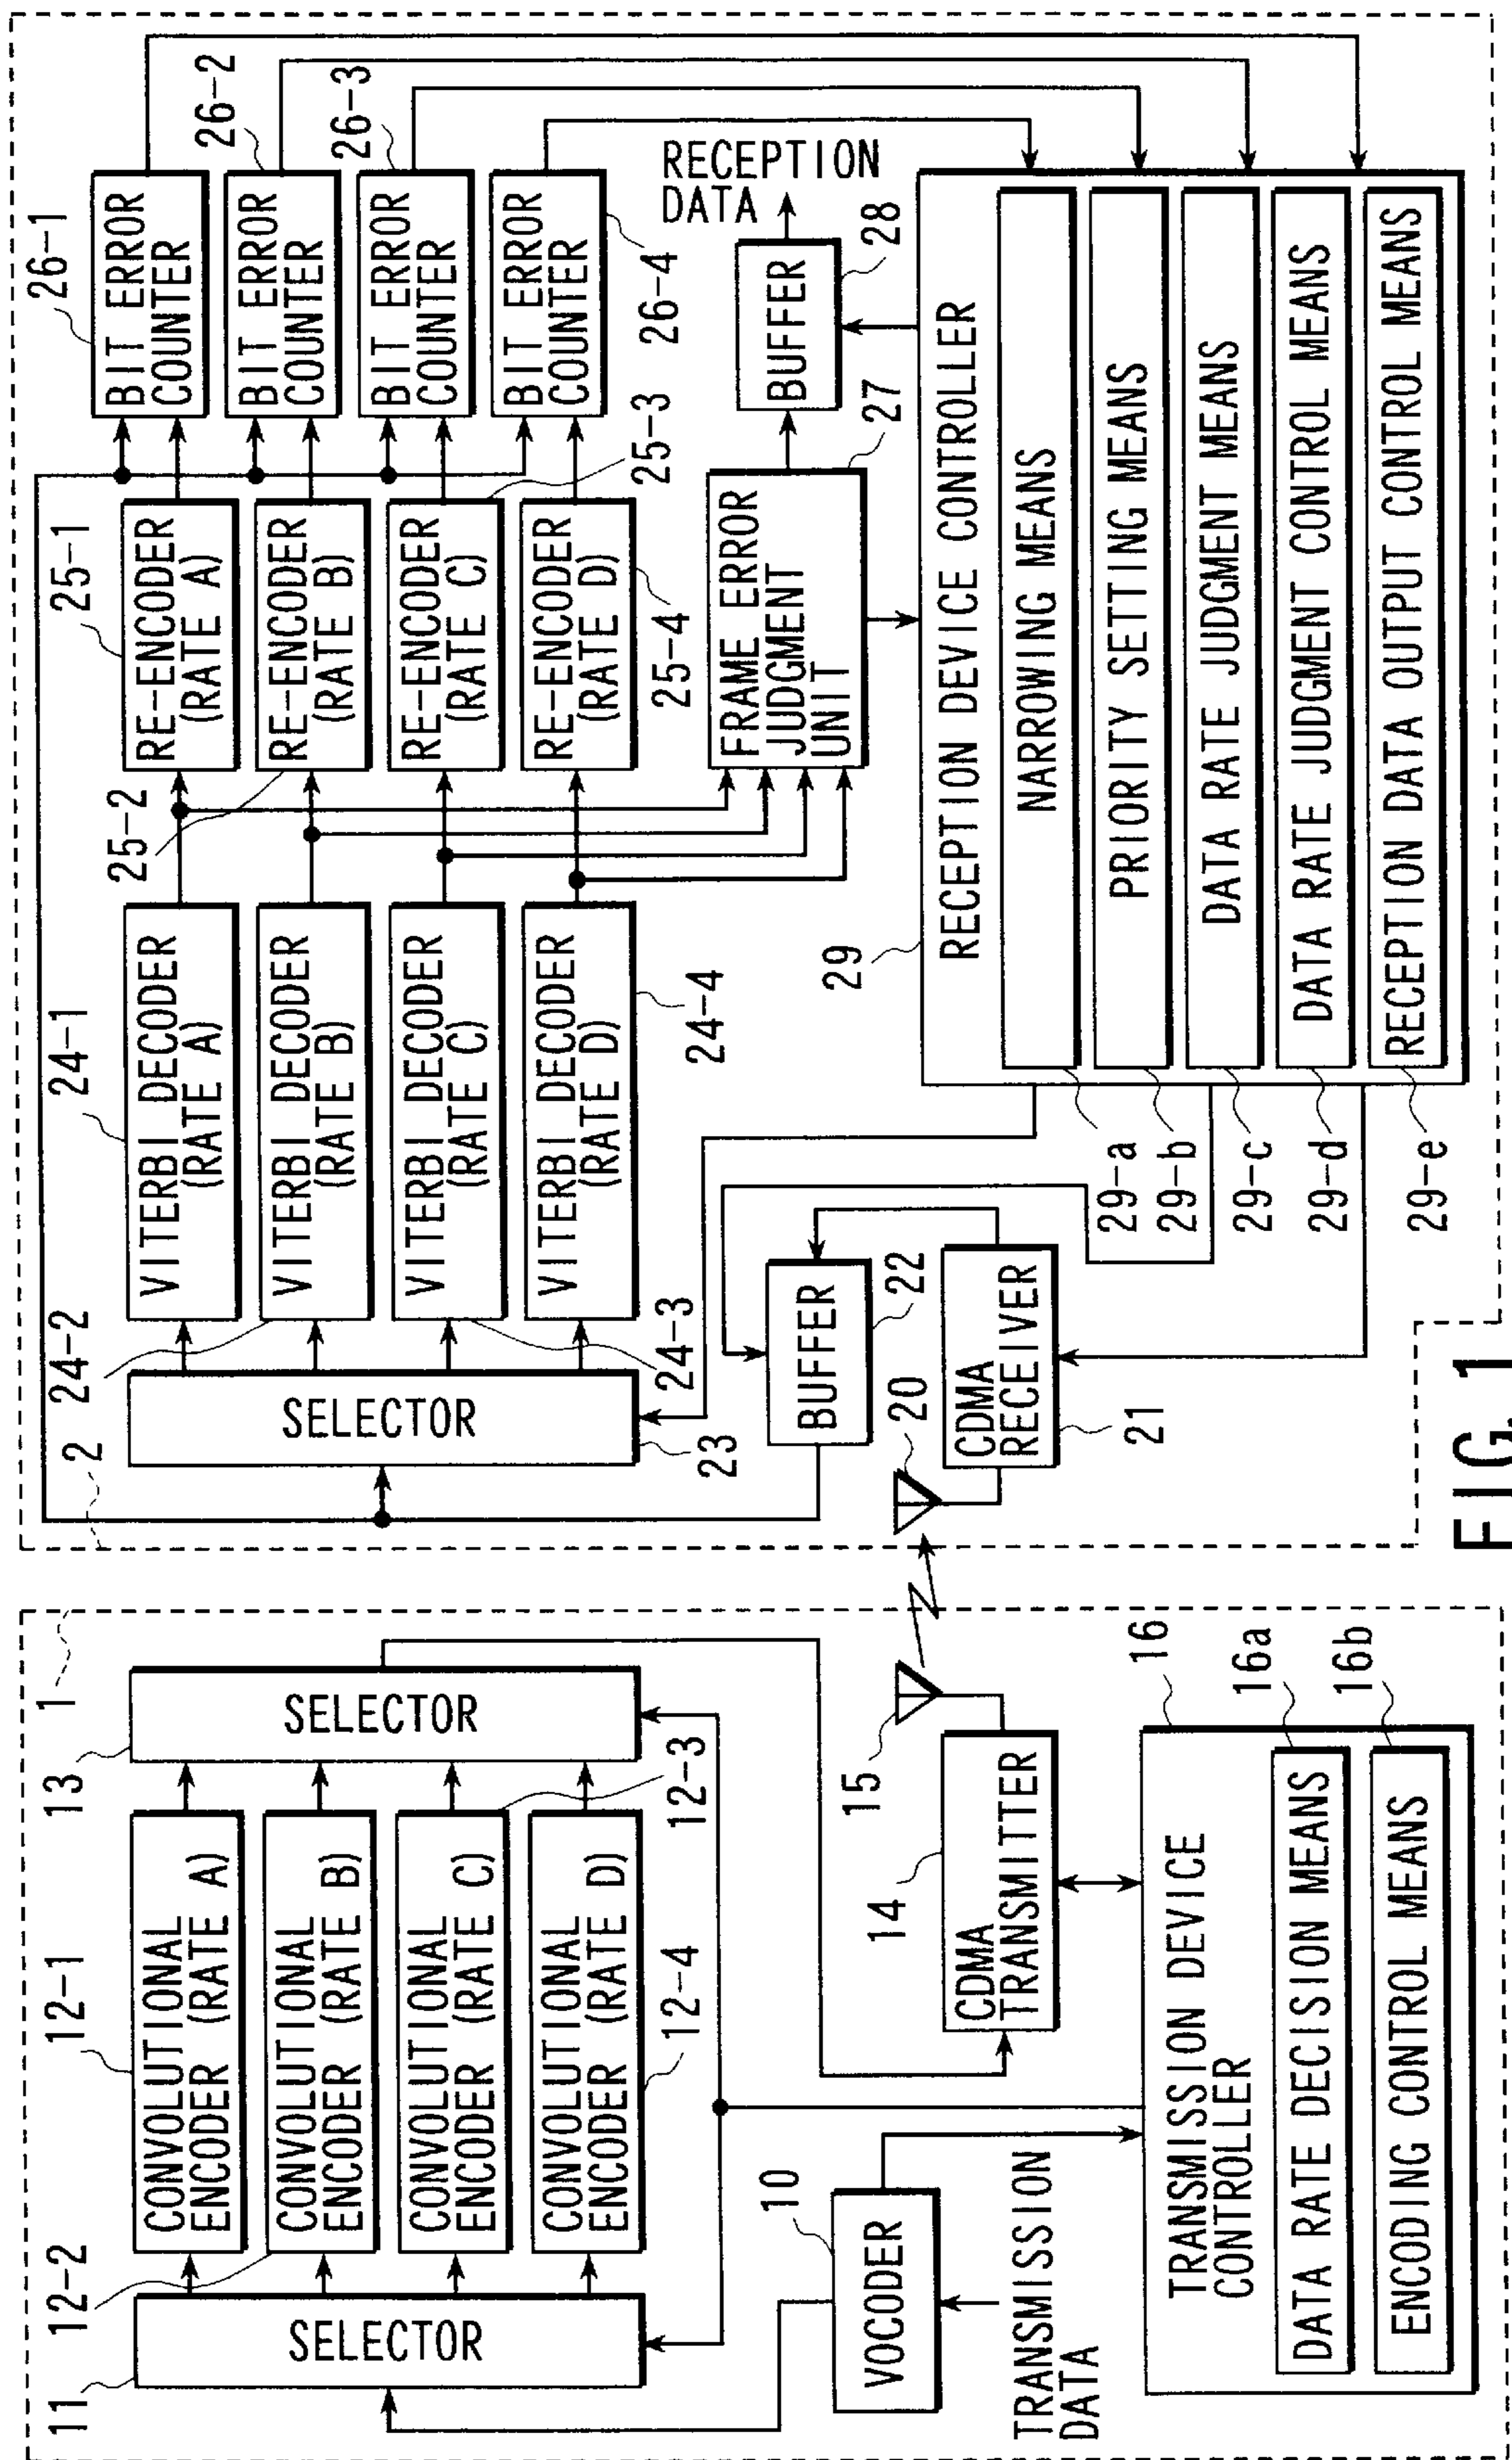 1
11
SELECTOR
12-1
12-2
CONVOLUTIONAL
ENCODER (RATE A)
CONVOLUTIONAL
ENCODER (RATE B)
CONVOLUTIONAL
ENCODER (RATE C)
CONVOLUTIONAL
ENCODER (RATE D)
12-3
12-4
13
SELECTOR
10
VOCODER
TRANSMISSION
DATA
14
CDMA
TRANSMITTER
15
16
TRANSMISSION DEVICE
CONTROLLER
16a
DATA RATE DECISION MEANS
16b
ENCODING CONTROL MEANS
2
20
CDMA
RECEIVER
21
BUFFER
22
SELECTOR
23
24-1
24-2
VITERBI DECODER
(RATE A)
VITERBI DECODER
(RATE B)
VITERBI DECODER
(RATE C)
VITERBI DECODER
(RATE D)
24-3
24-4
25-1
25-2
RE-ENCODER
(RATE A)
RE-ENCODER
(RATE B)
RE-ENCODER
(RATE C)
RE-ENCODER
(RATE D)
25-3
25-4
26-1
26-2
26-3
BIT ERROR
COUNTER
BIT ERROR
COUNTER
BIT ERROR
COUNTER
BIT ERROR
COUNTER
26-4
FRAME ERROR
JUDGMENT
UNIT
27
BUFFER
28
RECEPTION
DATA
29
RECEPTION DEVICE CONTROLLER
NARROWING MEANS
PRIORITY SETTING MEANS
DATA RATE JUDGMENT MEANS
DATA RATE JUDGMENT CONTROL MEANS
RECEPTION DATA OUTPUT CONTROL MEANS
29-a
29-b
29-c
29-d
29-e
FIG. 1